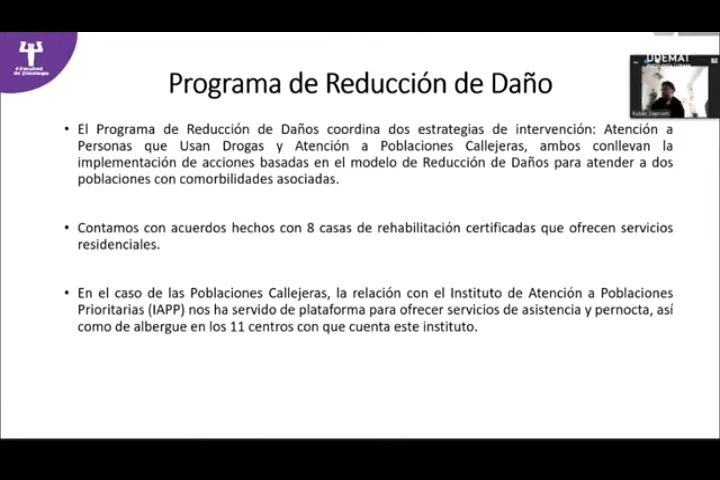 Programa de Reducción de Daño
• El Programa de Reducción de Daños coordina dos estrategias de intervención: Atención a
Personas que Usan Drogas y Atención a Poblaciones Callejeras, ambos conllevan la
implementación de acciones basadas en el modelo de Reducción de Daños para atender a dos
poblaciones con comorbilidades asociadas.
• Contamos con acuerdos hechos con 8 casas de rehabilitación certificadas que ofrecen servicios
residenciales.
• En el caso de las Poblaciones Callejeras, la relación con el Instituto de Atención a Poblaciones
Prioritarias (IAPP) nos ha servido de plataforma para ofrecer servicios de asistencia y pernocta, así
como de albergue en los 11 centros con que cuenta este instituto.